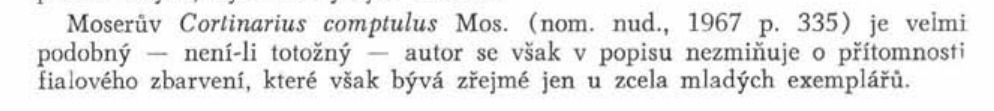 Moserův Cortinarius comptulus Mos. (nom. nud., 1967 p. 335) je velmi
podobný — není-li totožný — autor se však v popisu nezmiňuje o přítomnosti
fialového zbarvení, které však bývá zřejmé jen u zcela mladých exemplářů.